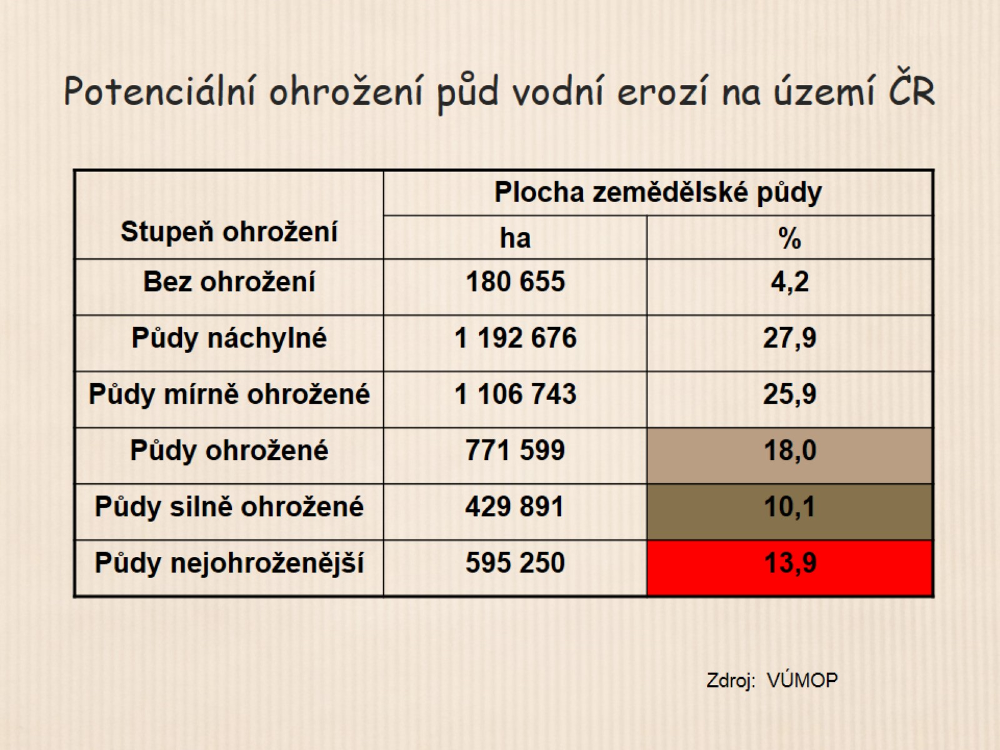 Potenciální ohrožení půd vodní erozí na území ČR
Stupeň ohrožení
Plocha zemědělské půdy
ha %
Bez ohrožení 180 655 4,2
Půdy náchylné 1 192 676 27,9
Půdy mírně ohrožené 1 106 743 25,9
Půdy ohrožené 771 599 18,0
Půdy silně ohrožené 429 891 10,1
Půdy nejohroženější 595 250 13,9
Zdroj: VÚMOP